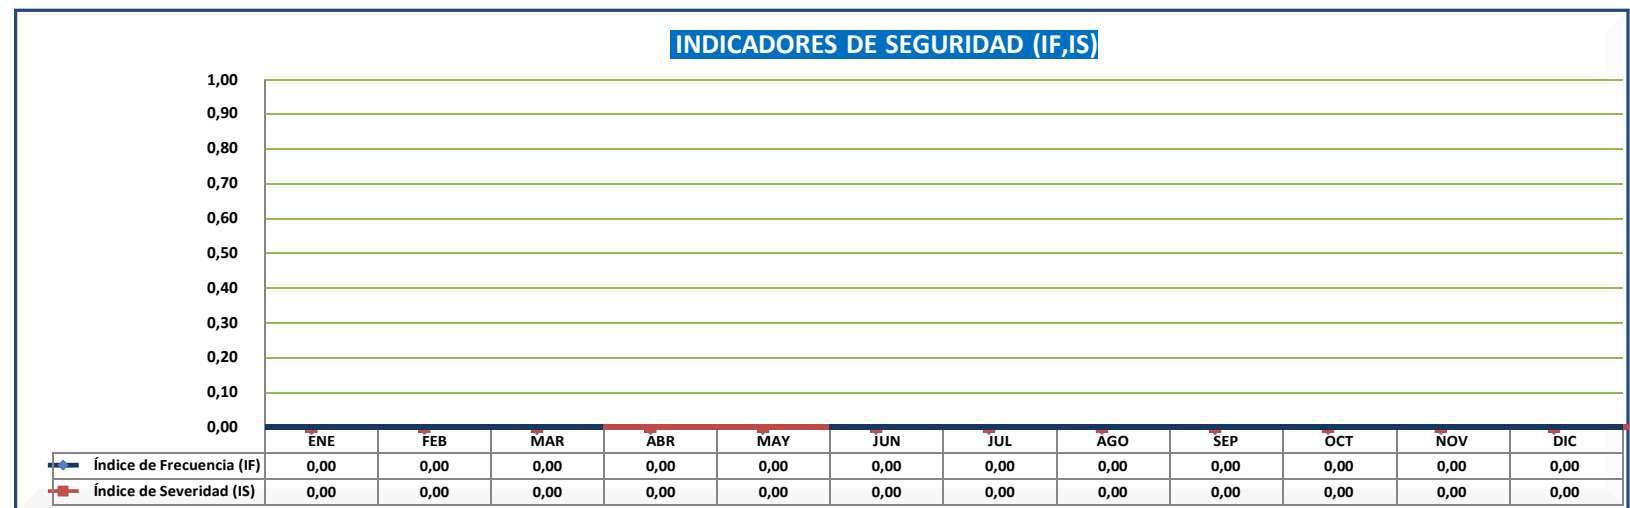 INDICADORES DE SEGURIDAD (IF,IS)
1,00
0,90
0,80
0,70
0,60
0,50
0,40
0,30
0,20
0,10
0,00
ENE FEB MAR ABR MAY JUN JUL AGO SEP OCT NOV DIC
Índice de Frecuencia (IF) 0,00 0,00 0,00 0,00 0,00 0,00 0,00 0,00 0,00 0,00 0,00 0,00
Índice de Severidad (IS) 0,00 0,00 0,00 0,00 0,00 0,00 0,00 0,00 0,00 0,00 0,00 0,00